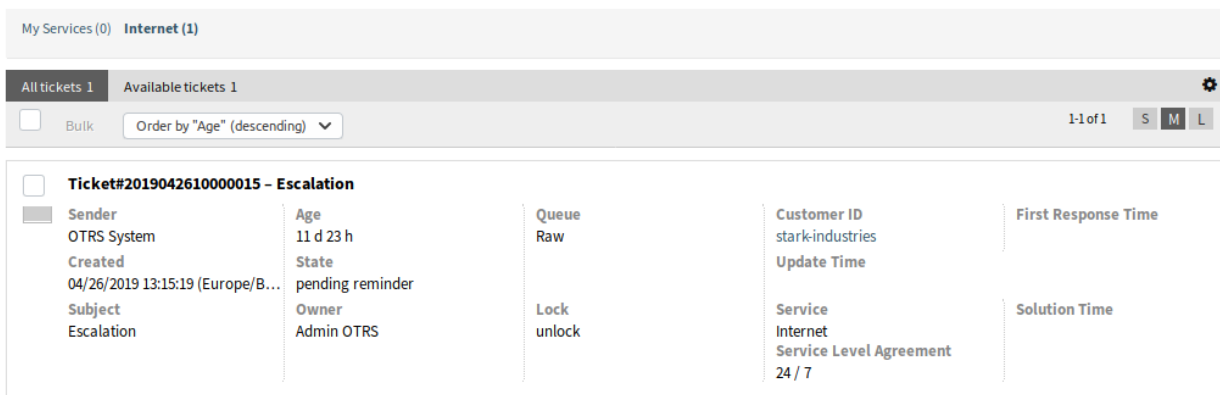 My Services (0) Internet (1)
All tickets 1 Available tickets 1
Bulk Order by "Age" (descending) 1-1 of 1 S M L
Ticket#2019042610000015 – Escalation
Sender Age Queue Customer ID First Response Time
OTRS System 11 d 23 h Raw stark-industries
Created State Update Time
04/26/2019 13:15:19 (Europe/B... pending reminder
Subject Owner Lock Service Solution Time
Escalation Admin OTRS unlock Internet
Service Level Agreement
24 / 7